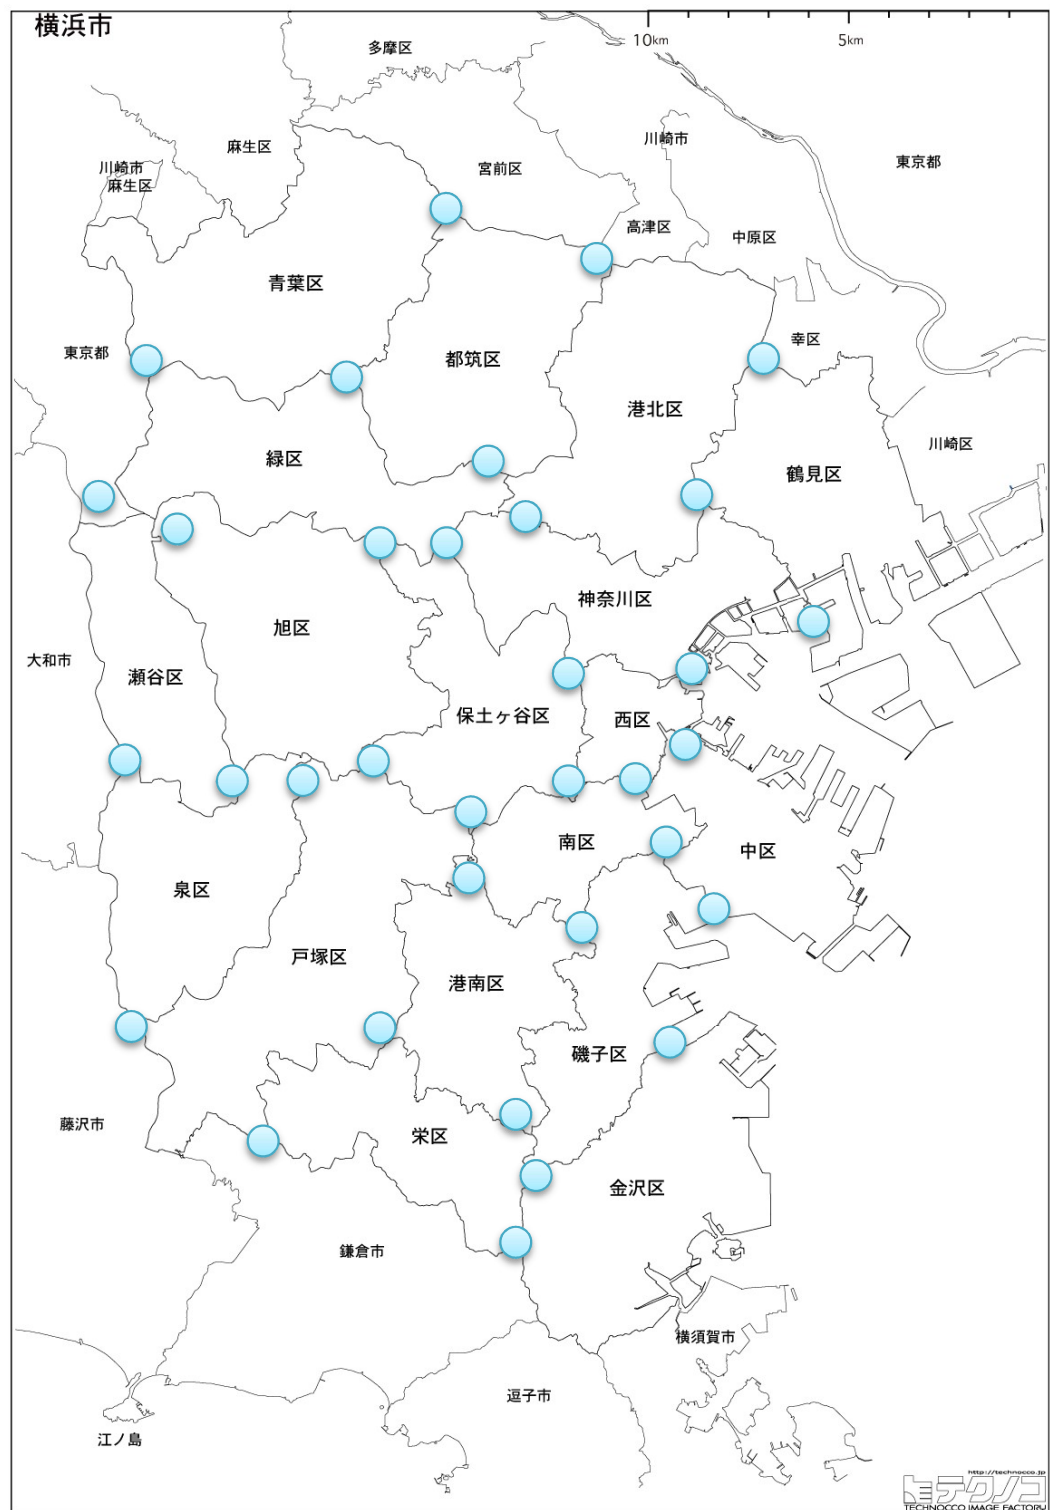 横浜市
10km
5km
多摩区
麻生区
川崎市
麻生区
宮前区
川崎市
東京都
高津区
中原区
青葉区
東京都
都筑区
幸区
港北区
緑区
川崎区
鶴見区
神奈川区
旭区
大和市
瀬谷区
保土ヶ谷区
西区
南区
中区
泉区
戸塚区
港南区
磯子区
藤沢市
栄区
金沢区
鎌倉市
横須賀市
逗子市
江ノ島
http://technocco.jp
テクノコ
TECHNOCCO IMAGE FACTORY